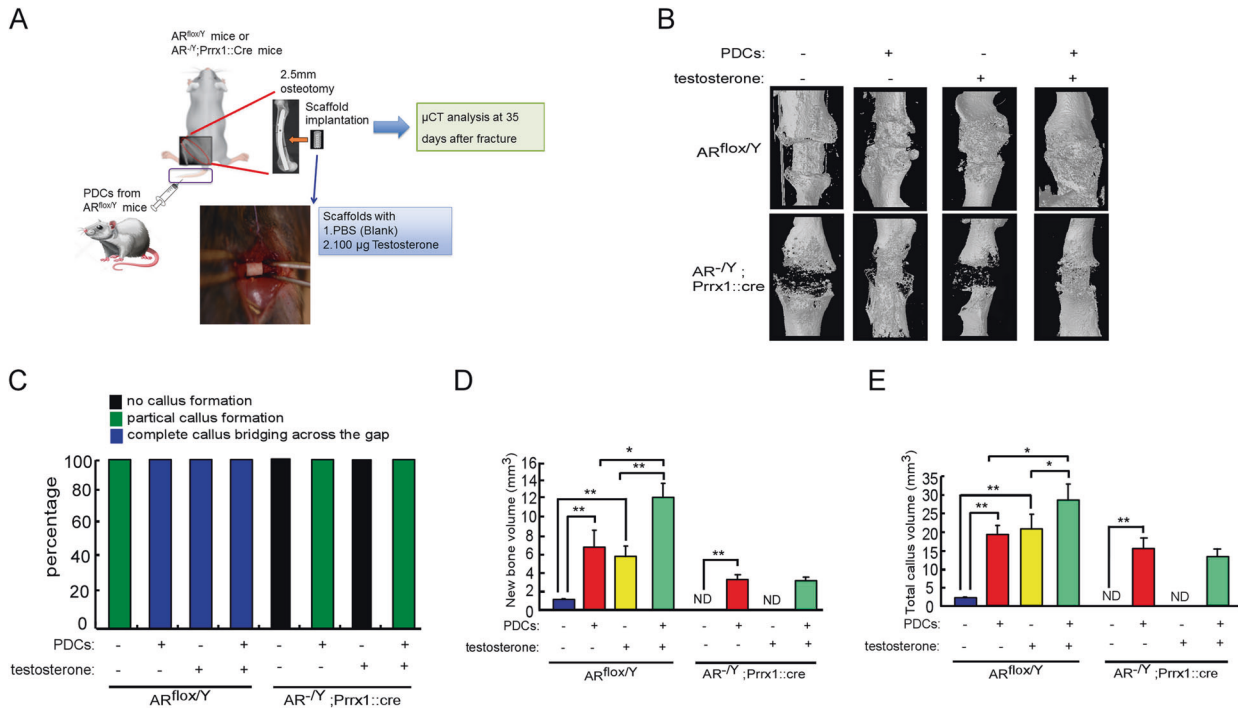 A
AR^flox/Y mice or
AR^-/Y;Prrx1::Cre mice
2.5mm
osteotomy
Scaffold
implantation
µCT analysis at 35
days after fracture
PDCs from
AR^flox/Y mice
Scaffolds with
1.PBS (Blank)
2.100 µg Testosterone
B
PDCs: - + - +
testosterone: - - + +
AR^flox/Y
AR^-/Y ;
Prrx1::cre
C
no callus formation
partical callus formation
complete callus bridging across the gap
percentage
100
80
60
40
20
0
PDCs: - + - + - + - +
testosterone: - - + + - - + +
AR^flox/Y AR^-/Y ;Prrx1::cre
D
New bone volume (mm³)
16
14
12
10
8
6
4
2
0
*
**
**
**
**
ND ND
PDCs: - + - + - + - +
testosterone: - - + + - - + +
AR^flox/Y AR^-/Y ;Prrx1::cre
E
Total callus volume (mm³)
35
25
20
15
10
5
0
*
*
**
**
**
ND ND
PDCs: - + - + - + - +
testosterone: - - + + - - + +
AR^flox/Y AR^-/Y ;Prrx1::cre